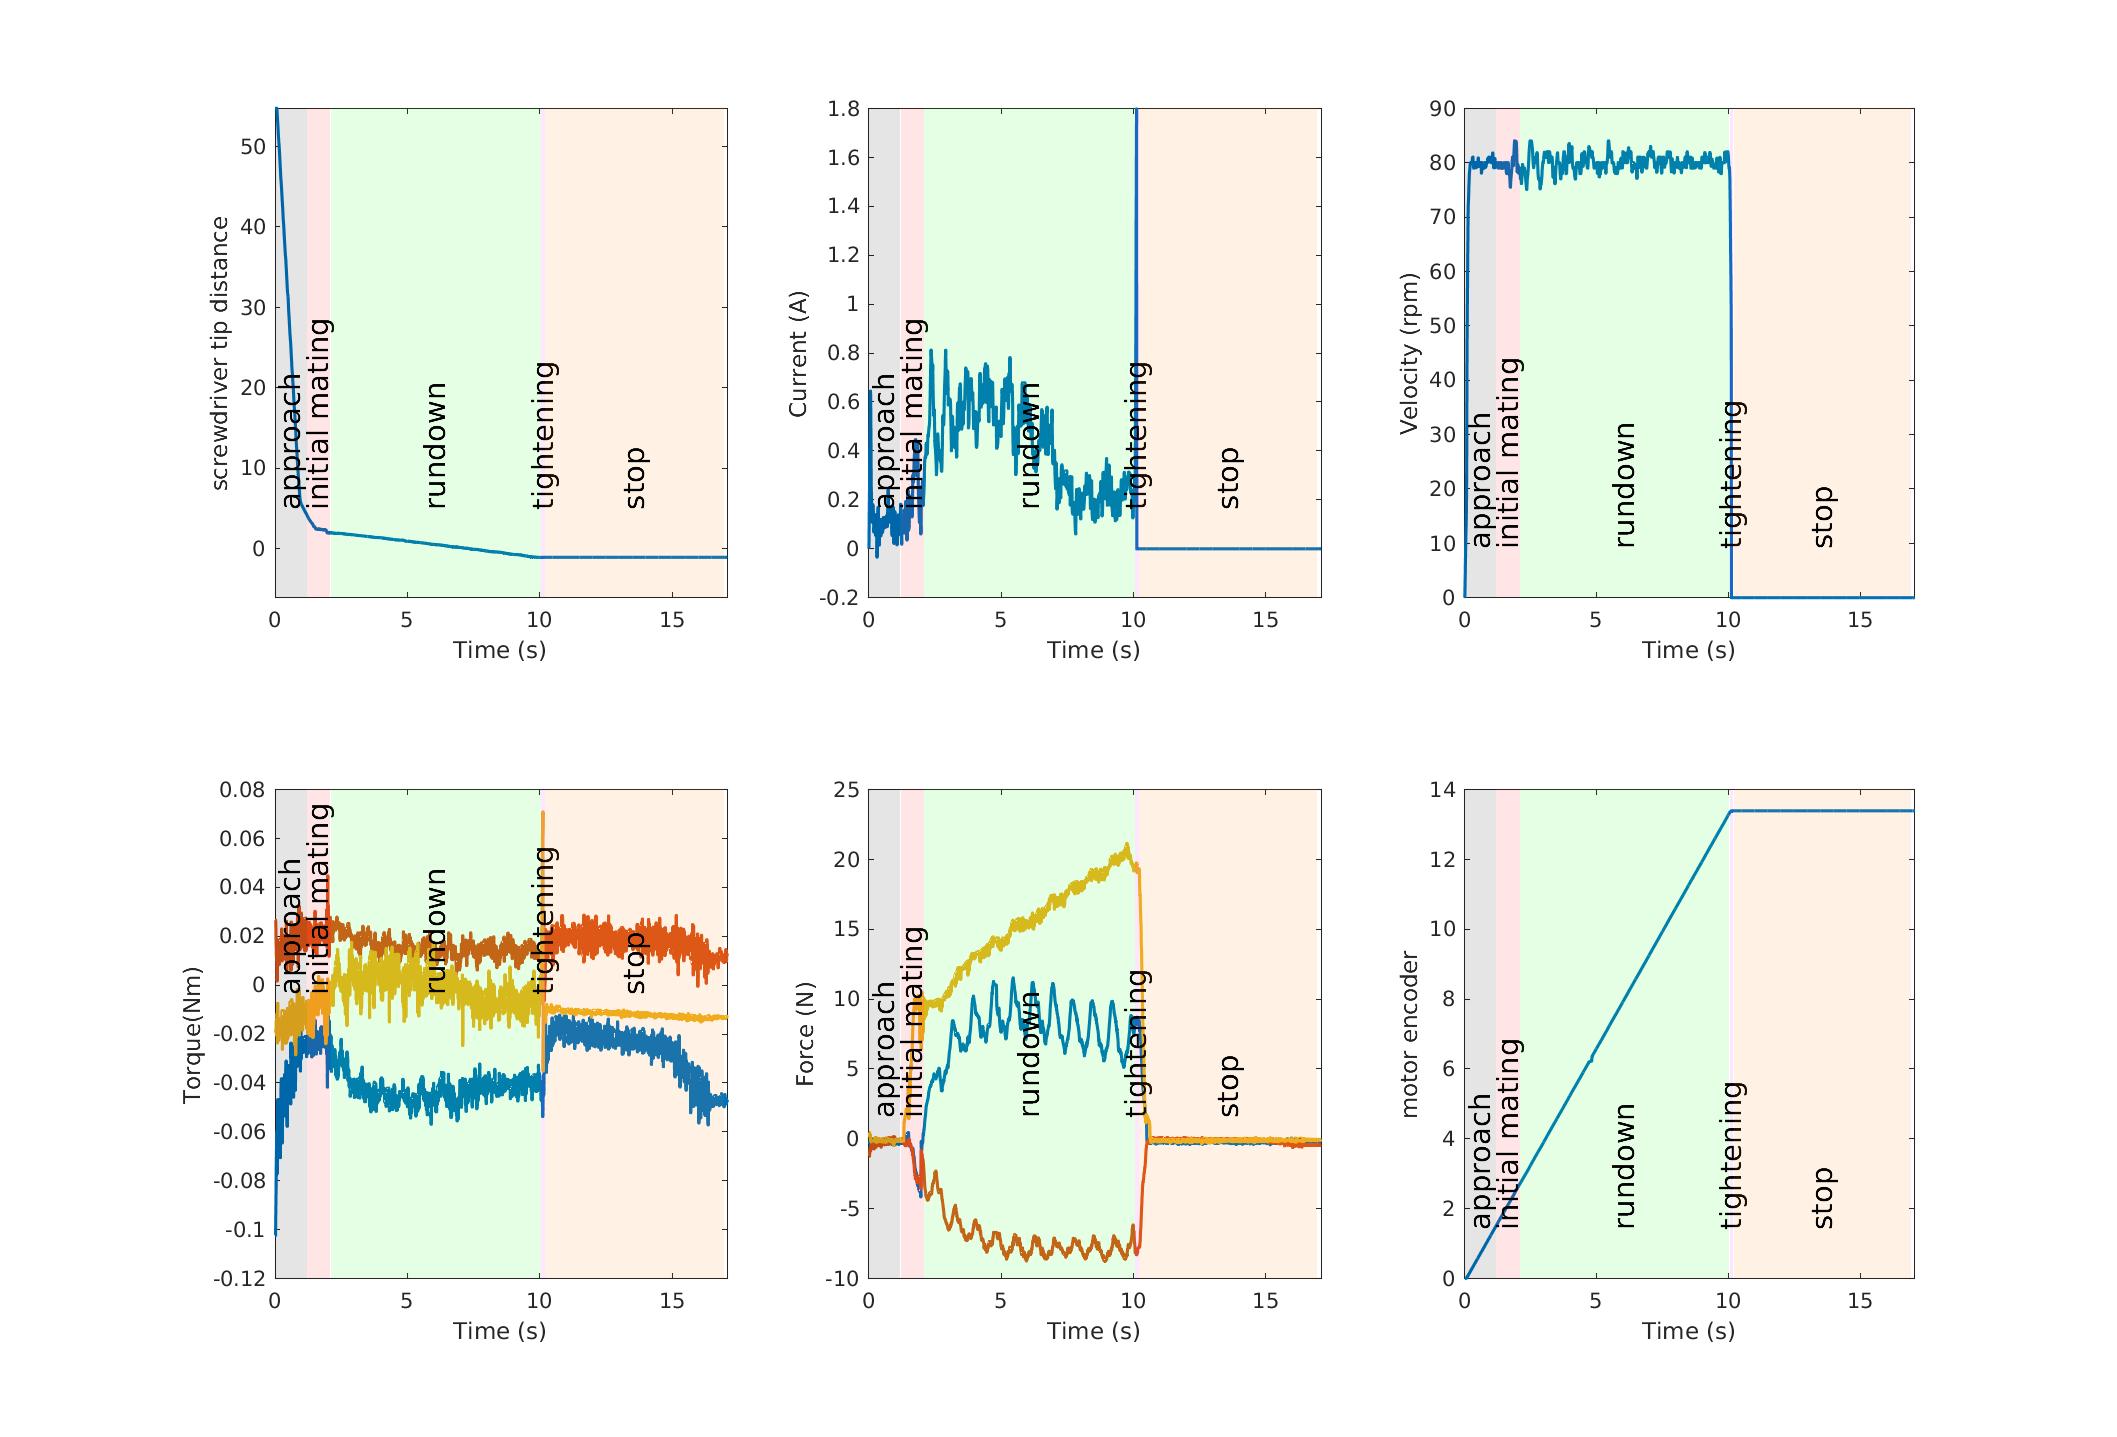 screwdriver tip distance
50
40
30
20
10
0
approach
initial mating
rundown
tightening
stop
0 5 10 15
Time (s)
Current (A)
1.8
1.6
1.4
1.2
1
0.8
0.6
0.4
0.2
0
-0.2
approach
initial mating
rundown
tightening
stop
0 5 10 15
Time (s)
Velocity (rpm)
90
80
70
60
50
40
30
20
10
0
approach
initial mating
rundown
tightening
stop
0 5 10 15
Time (s)
Torque(Nm)
0.08
0.06
0.04
0.02
0
-0.02
-0.04
-0.06
-0.08
-0.1
-0.12
approach
initial mating
rundown
tightening
stop
0 5 10 15
Time (s)
Force (N)
25
20
15
10
5
0
-5
-10
approach
initial mating
rundown
tightening
stop
0 5 10 15
Time (s)
motor encoder
14
12
10
8
6
4
2
0
approach
initial mating
rundown
tightening
stop
0 5 10 15
Time (s)